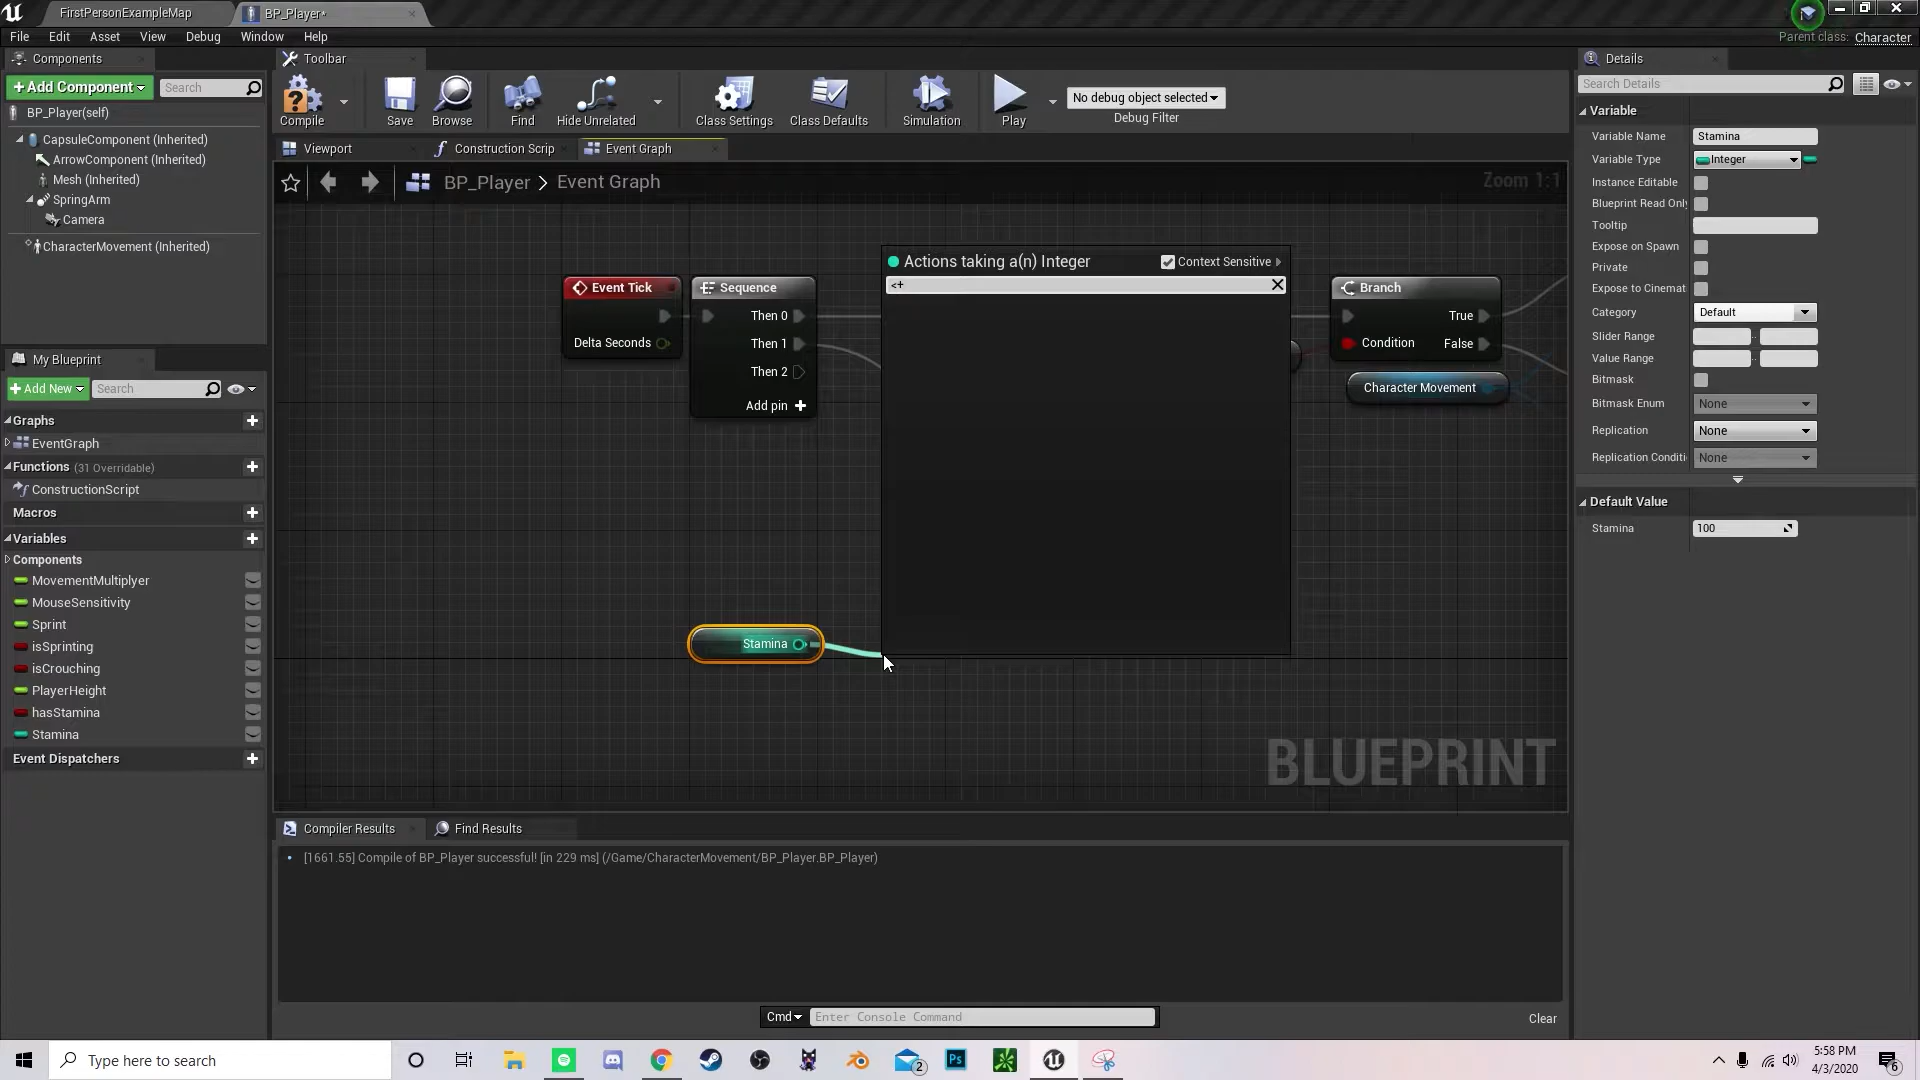 FirstPersonExampleMap
BP_Player*
File Edit Asset View Debug Window Help
Parent class: Character
Components
+Add Component
Search
BP_Player(self)
CapsuleComponent (Inherited)
ArrowComponent (Inherited)
Mesh (Inherited)
SpringArm
Camera
CharacterMovement (Inherited)
My Blueprint
+Add New
Search
Graphs
EventGraph
Functions (31 Overridable)
ConstructionScript
Macros
Variables
Components
MovementMultiplyer
MouseSensitivity
Sprint
isSprinting
isCrouching
PlayerHeight
hasStamina
Stamina
Event Dispatchers
Toolbar
Compile
Save
Browse
Find
Hide Unrelated
Class Settings
Class Defaults
Simulation
Play
No debug object selected
Debug Filter
Viewport
Construction Scrip
Event Graph
BP_Player > Event Graph
Zoom 1:1
Event Tick
Delta Seconds
Sequence
Then 0
Then 1
Then 2
Add pin +
Actions taking a(n) Integer
Context Sensitive
<+
Branch
True
Condition
False
Character Movement
Stamina
BLUEPRINT
Compiler Results
Find Results
[1661.55] Compile of BP_Player successful! [in 229 ms] (/Game/CharacterMovement/BP_Player.BP_Player)
Cmd
Enter Console Command
Clear
Details
Search Details
Variable
Variable Name Stamina
Variable Type Integer
Instance Editable
Blueprint Read Only
Tooltip
Expose on Spawn
Private
Expose to Cinemat
Category Default
Slider Range
Value Range
Bitmask
Bitmask Enum None
Replication None
Replication Conditi None
Default Value
Stamina 100
Type here to search
2
Ps
5:58 PM
4/3/2020
6